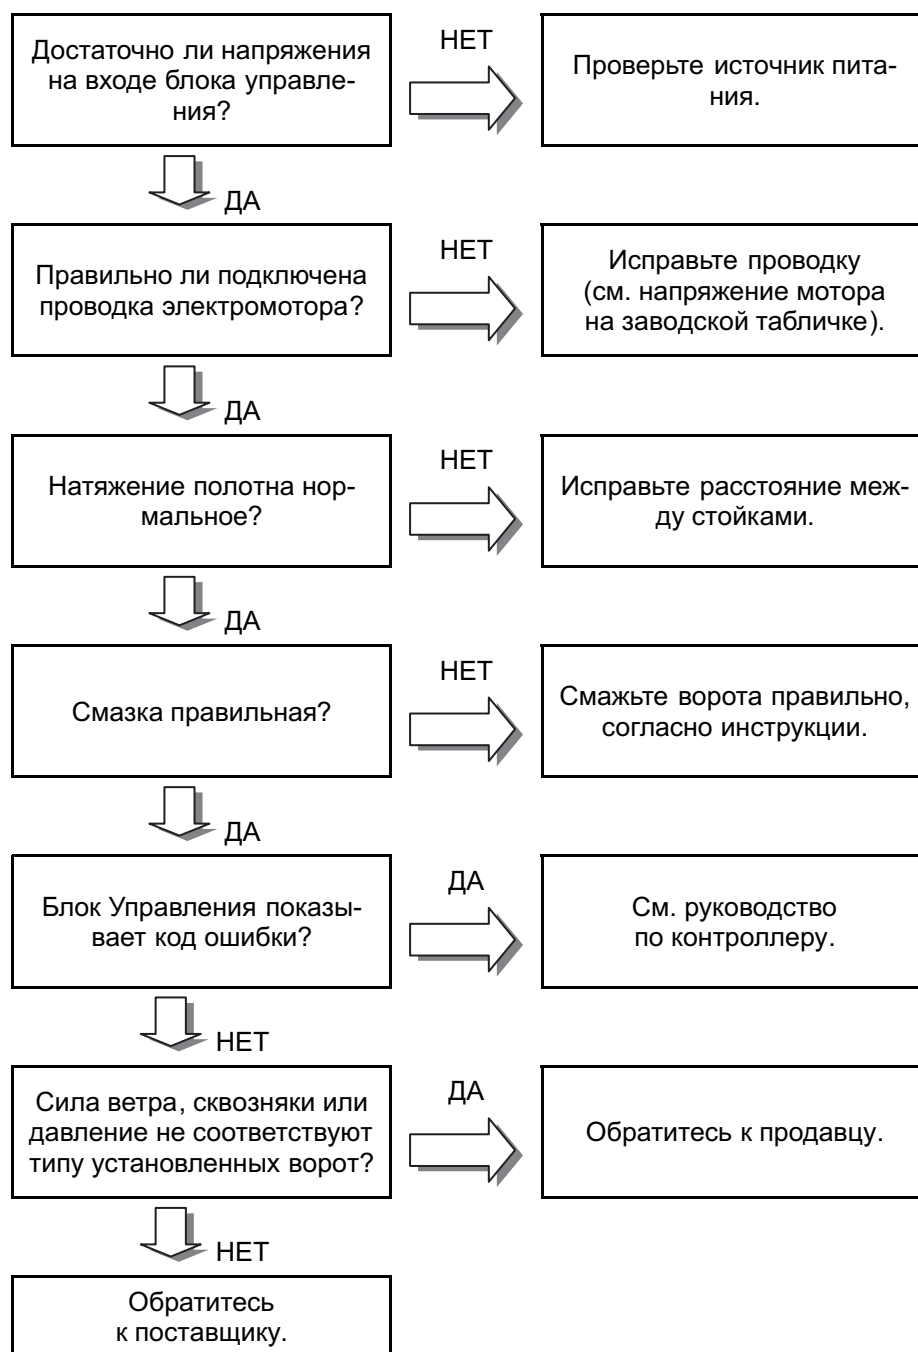 Достаточно ли напряжения
на входе блока управле-
ния?
НЕТ
Проверьте источник пита-
ния.
ДА
Правильно ли подключена
проводка электромотора?
НЕТ
Исправьте проводку
(см. напряжение мотора
на заводской табличке).
ДА
Натяжение полотна нор-
мальное?
НЕТ
Исправьте расстояние меж-
ду стойками.
ДА
Смазка правильная?
НЕТ
Смажьте ворота правильно,
согласно инструкции.
ДА
Блок Управления показы-
вает код ошибки?
ДА
См. руководство
по контроллеру.
НЕТ
Сила ветра, сквозняки или
давление не соответствуют
типу установленных ворот?
ДА
Обратитесь к продавцу.
НЕТ
Обратитесь
к поставщику.